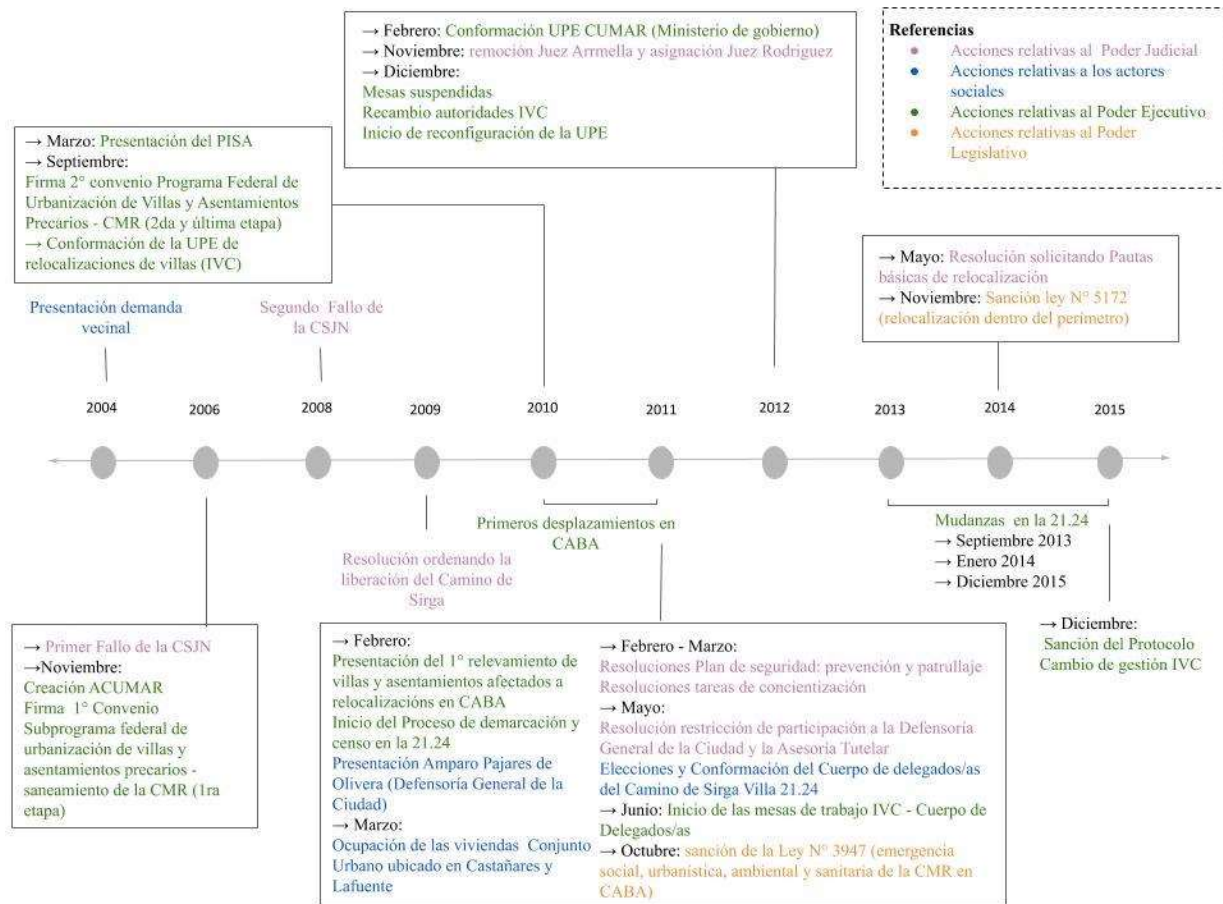 → Febrero: Conformación UPE CUMAR (Ministerio de gobierno)
→ Noviembre: remoción Juez Arrmella y asignación Juez Rodriguez
→ Diciembre:
Mesas suspendidas
Recambio autoridades IVC
Inicio de reconfiguración de la UPE
Referencias
Acciones relativas al Poder Judicial
Acciones relativas a los actores
sociales
Acciones relativas al Poder Ejecutivo
Acciones relativas al Poder
Legislativo
→ Marzo: Presentación del PISA
→ Septiembre:
Firma 2° convenio Programa Federal de
Urbanización de Villas y Asentamientos
Precarios - CMR (2da y última etapa)
→ Conformación de la UPE de
relocalizaciones de villas (IVC)
→ Mayo: Resolución solicitando Pautas
básicas de relocalización
→ Noviembre: Sanción ley N° 5172
(relocalización dentro del perímetro)
Presentación demanda
vecinal
Segundo Fallo de
la CSJN
2004
2006
2008
2009
2010
2011
2012
2013
2014
2015
Primeros desplazamientos en
CABA
Resolución ordenando la
liberación del Camino de
Sirga
Mudanzas en la 21.24
→ Septiembre 2013
→ Enero 2014
→ Diciembre 2015
→ Diciembre:
Sanción del Protocolo
Cambio de gestión IVC
→ Primer Fallo de la CSJN
→Noviembre:
Creación ACUMAR
Firma 1° Convenio
Subprograma federal de
urbanización de villas y
asentamientos precarios -
saneamiento de la CMR (1ra
etapa)
→ Febrero:
Presentación del 1° relevamiento de
villas y asentamientos afectados a
relocalizacións en CABA
Inicio del Proceso de demarcación y
censo en la 21.24
Presentación Amparo Pajares de
Olivera (Defensoría General de la
Ciudad)
→ Marzo:
Ocupación de las viviendas Conjunto
Urbano ubicado en Castañares y
Lafuente
→ Febrero - Marzo:
Resoluciones Plan de seguridad: prevención y patrullaje
Resoluciones tareas de concientización
→ Mayo:
Resolución restricción de participación a la Defensoría
General de la Ciudad y la Asesoría Tutelar
Elecciones y Conformación del Cuerpo de delegados/as
del Camino de Sirga Villa 21.24
→ Junio: Inicio de las mesas de trabajo IVC - Cuerpo de
Delegados/as
→ Octubre: sanción de la Ley N° 3947 (emergencia
social, urbanística, ambiental y sanitaria de la CMR en
CABA)